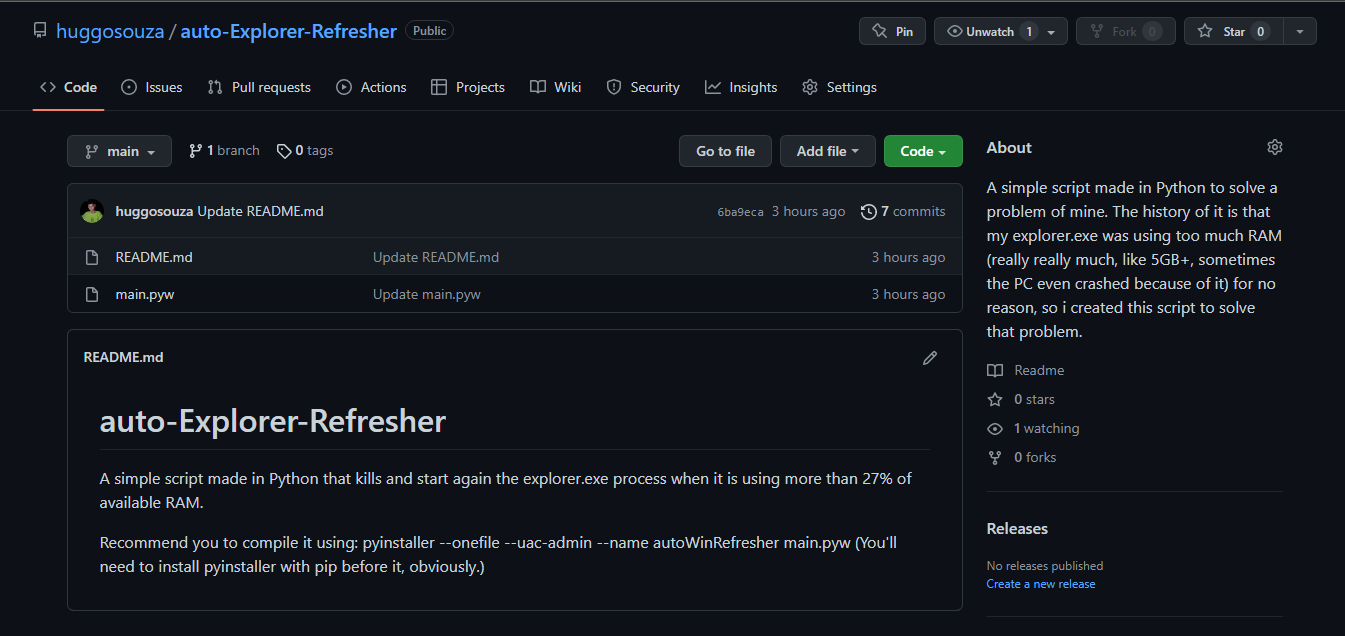 huggosouza / auto-Explorer-Refresher Public
Pin Unwatch 1 Fork 0 Star 0
Code Issues Pull requests Actions Projects Wiki Security Insights Settings
main 1 branch 0 tags Go to file Add file Code
huggosouza Update README.md 6ba9eca 3 hours ago 7 commits
README.md Update README.md 3 hours ago
main.pyw Update main.pyw 3 hours ago
README.md
auto-Explorer-Refresher
A simple script made in Python that kills and start again the explorer.exe process when it is using more than 27% of
available RAM.
Recommend you to compile it using: pyinstaller --onefile --uac-admin --name autoWinRefresher main.pyw (You'll
need to install pyinstaller with pip before it, obviously.)
About
A simple script made in Python to solve a
problem of mine. The history of it is that
my explorer.exe was using too much RAM
(really really much, like 5GB+, sometimes
the PC even crashed because of it) for no
reason, so i created this script to solve
that problem.
Readme
0 stars
1 watching
0 forks
Releases
No releases published
Create a new release